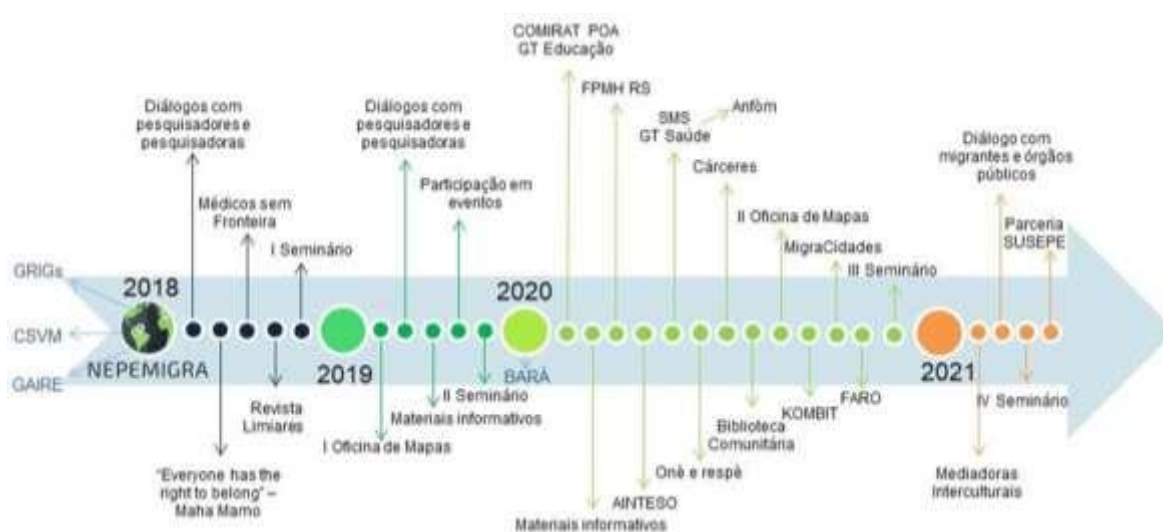 COMIRAT POA
GT Educação
FPMH RS
SMS
GT Saúde
Anfòm
Diálogos com
pesquisadores e
pesquisadoras
Diálogos com
pesquisadores e
pesquisadoras
Diálogo com
migrantes e órgãos
públicos
Cárceres
Médicos sem
Fronteira
Participação em
eventos
II Oficina de Mapas
Parceria
SUSEPE
I Seminário
MigraCidades
III Seminário
GRIGs
2018
2020
CSVM
NEPEMIGRA
GAIRE
2019
BARÁ
2021
Revista
Limiares
II Seminário
Materiais informativos
I Oficina de Mapas
FARO
KOMBIT
Biblioteca
Comunitária
IV Seminário
"Everyone has the
right to belong" –
Maha Mamo
Onè e respè
AINTESO
Materiais informativos
Mediadoras
Interculturais